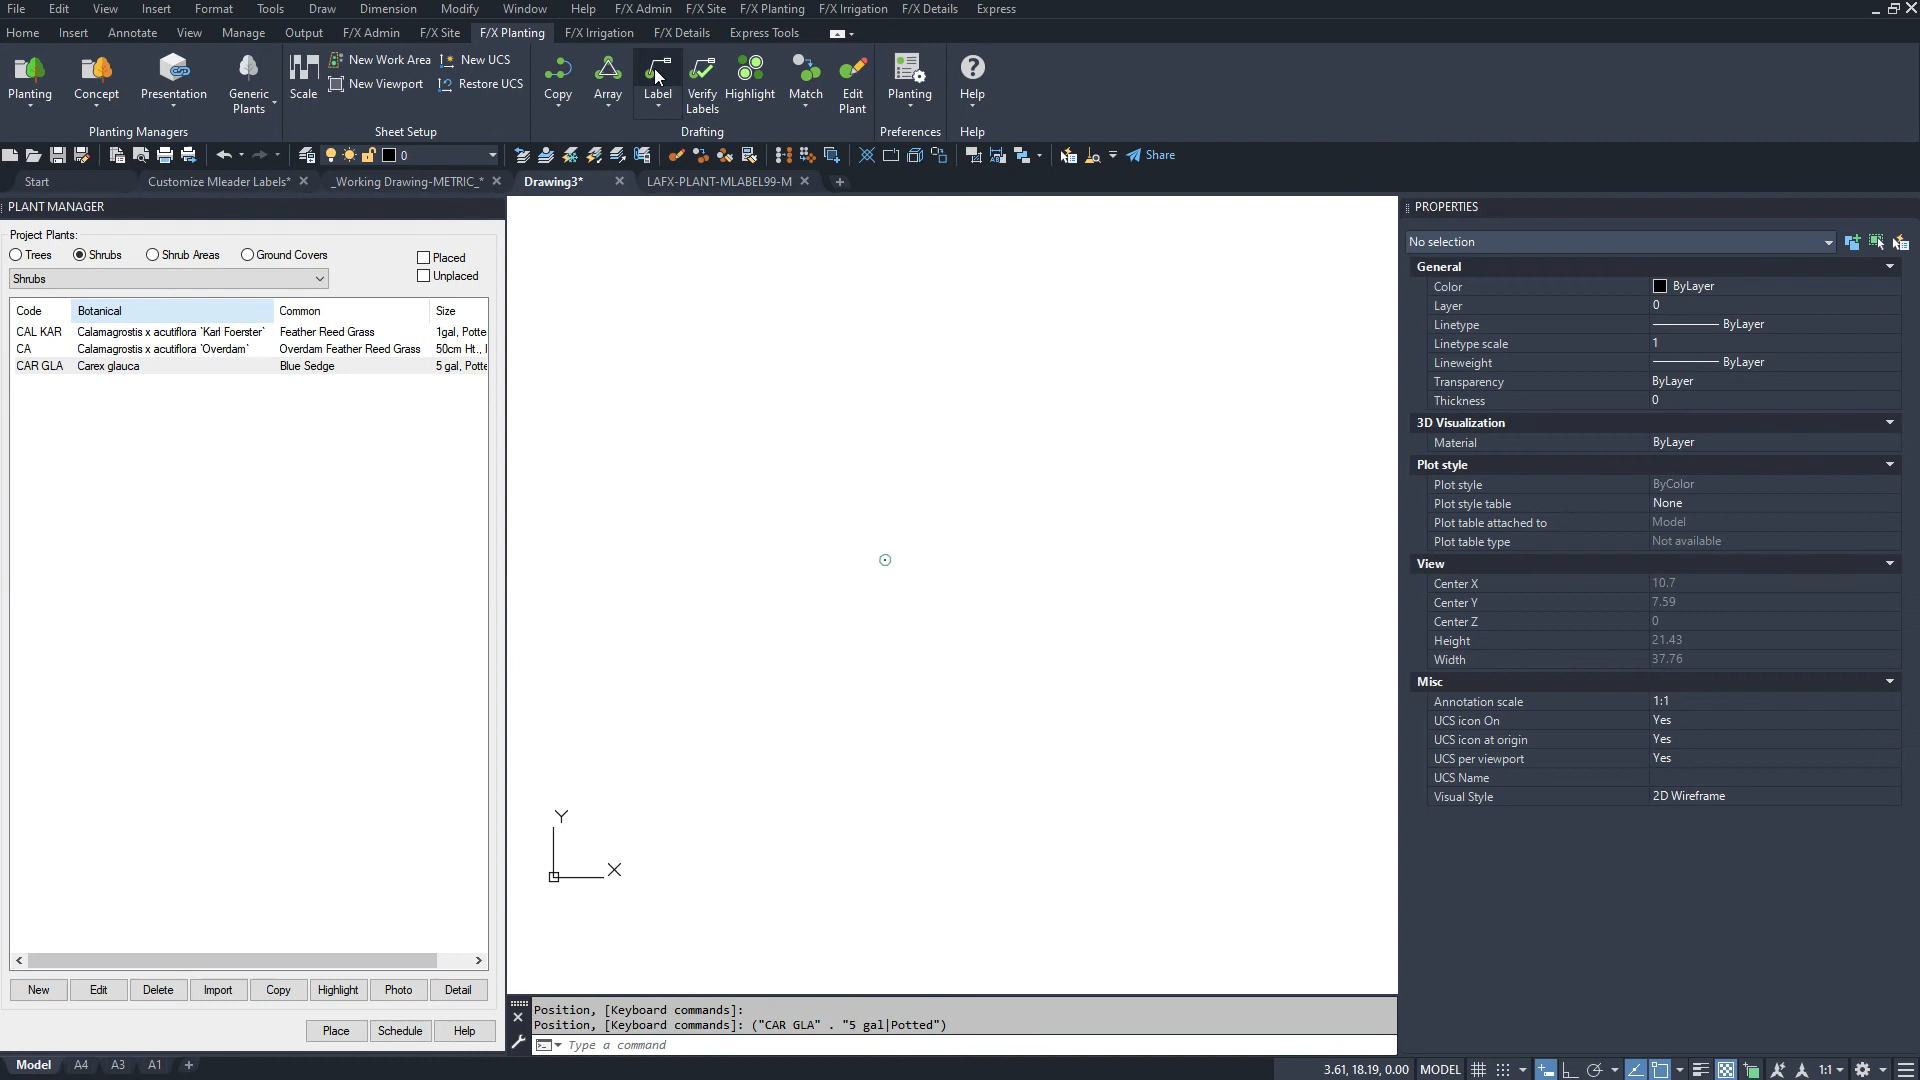 File Edit View Insert Format Tools Draw Dimension Modify Window Help F/X Admin F/X Site F/X Planting F/X Irrigation F/X Details Express
Home Insert Annotate View Manage Output F/X Admin F/X Site F/X Planting F/X Irrigation F/X Details Express Tools
New Work Area New UCS
New Viewport Restore UCS
Planting Concept Presentation Generic Plants Scale Copy Array Label Verify Labels Highlight Match Edit Plant Planting Help
Planting Managers Sheet Setup Drafting Preferences Help
0 Share
Start Customize Mleader Labels* _Working Drawing-METRIC_* Drawing3* LAFX-PLANT-MLABEL99-M
PLANT MANAGER
Project Plants:
Trees Shrubs Shrub Areas Ground Covers
Placed
Unplaced
Shrubs
Code Botanical Common Size
CAL KAR Calamagrostis x acutiflora `Karl Foerster` Feather Reed Grass 1gal, Potte
CA Calamagrostis x acutiflora `Overdam` Overdam Feather Reed Grass 50cm Ht.,
CAR GLA Carex glauca Blue Sedge 5 gal, Potte
New Edit Delete Import Copy Highlight Photo Detail
Place Schedule Help
Y
X
Position, [Keyboard commands]:
Position, [Keyboard commands]: ("CAR GLA" . "5 gal|Potted")
Type a command
PROPERTIES
No selection
General
Color ByLayer
Layer 0
Linetype ByLayer
Linetype scale 1
Lineweight ByLayer
Transparency ByLayer
Thickness 0
3D Visualization
Material ByLayer
Plot style
Plot style ByColor
Plot style table None
Plot table attached to Model
Plot table type Not available
View
Center X 10.7
Center Y 7.59
Center Z 0
Height 21.43
Width 37.76
Misc
Annotation scale 1:1
UCS icon On Yes
UCS icon at origin Yes
UCS per viewport Yes
UCS Name
Visual Style 2D Wireframe
Model A4 A3 A1
3.61, 18.19, 0.00 MODEL 1:1